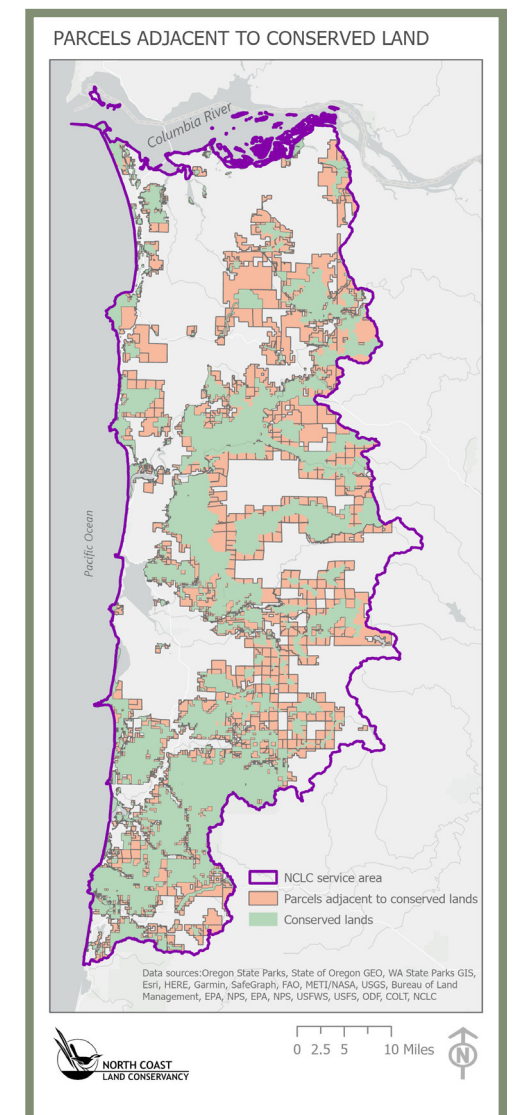 PARCELS ADJACENT TO CONSERVED LAND
Columbia River
Pacific Ocean
NCLC service area
Parcels adjacent to conserved lands
Conserved lands
Data sources:Oregon State Parks, State of Oregon GEO, WA State Parks GIS,
Esri, HERE, Garmin, SafeGraph, FAO, METI/NASA, USGS, Bureau of Land
Management, EPA, NPS, EPA, NPS, USFWS, USFS, ODF, COLT, NCLC
NORTH COAST
LAND CONSERVANCY
0 2.5 5 10 Miles
N